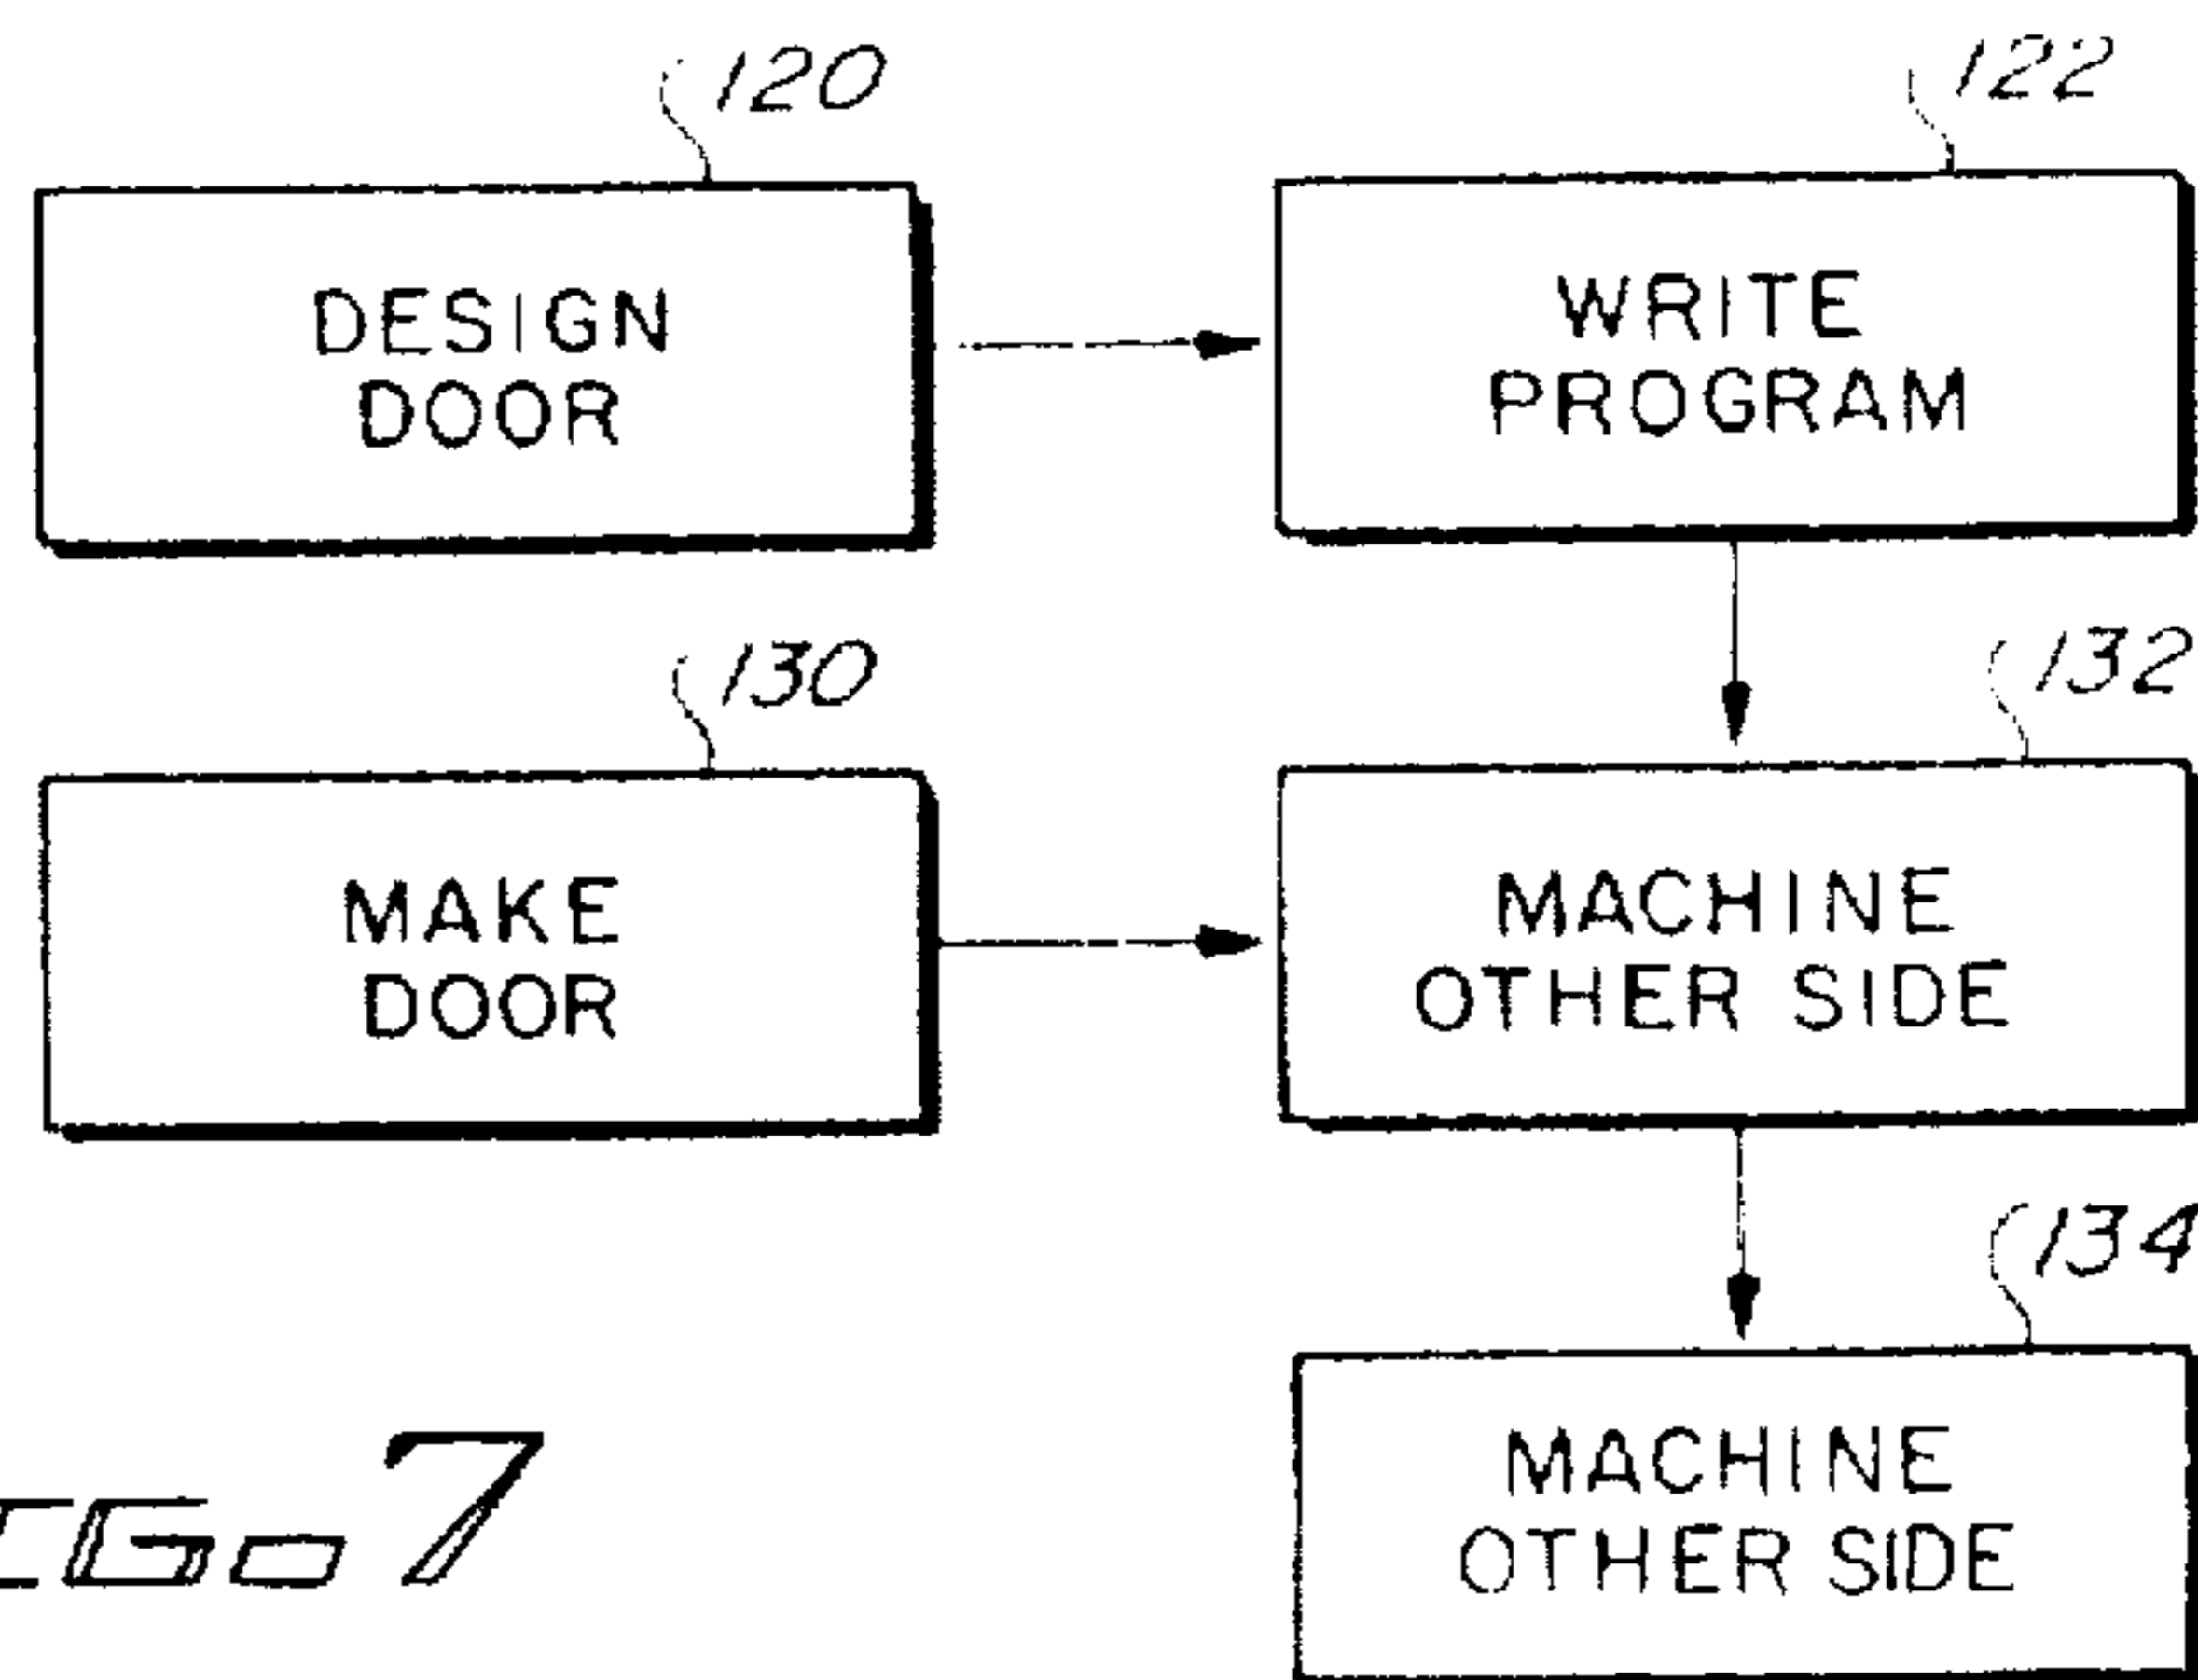 120
122
DESIGN
DOOR
WRITE
PROGRAM
130
132
MAKE
DOOR
MACHINE
OTHER SIDE
134
MACHINE
OTHER SIDE
7